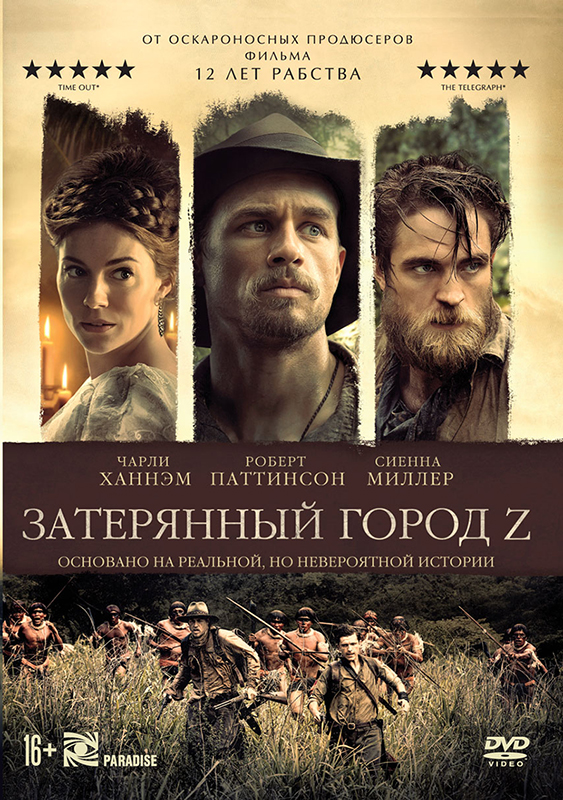 ОТ ОСКАРОНОСНЫХ ПРОДЮСЕРОВ
ФИЛЬМА
12 ЛЕТ РАБСТВА
TIME OUT*
THE TELEGRAPH*
ЧАРЛИ
ХАННЭМ
РОБЕРТ
ПАТТИНСОН
СИЕННА
МИЛЛЕР
ЗАТЕРЯННЫЙ ГОРОД Z
ОСНОВАНО НА РЕАЛЬНОЙ, НО НЕВЕРОЯТНОЙ ИСТОРИИ
16+
PARADISE
DVD
VIDEO